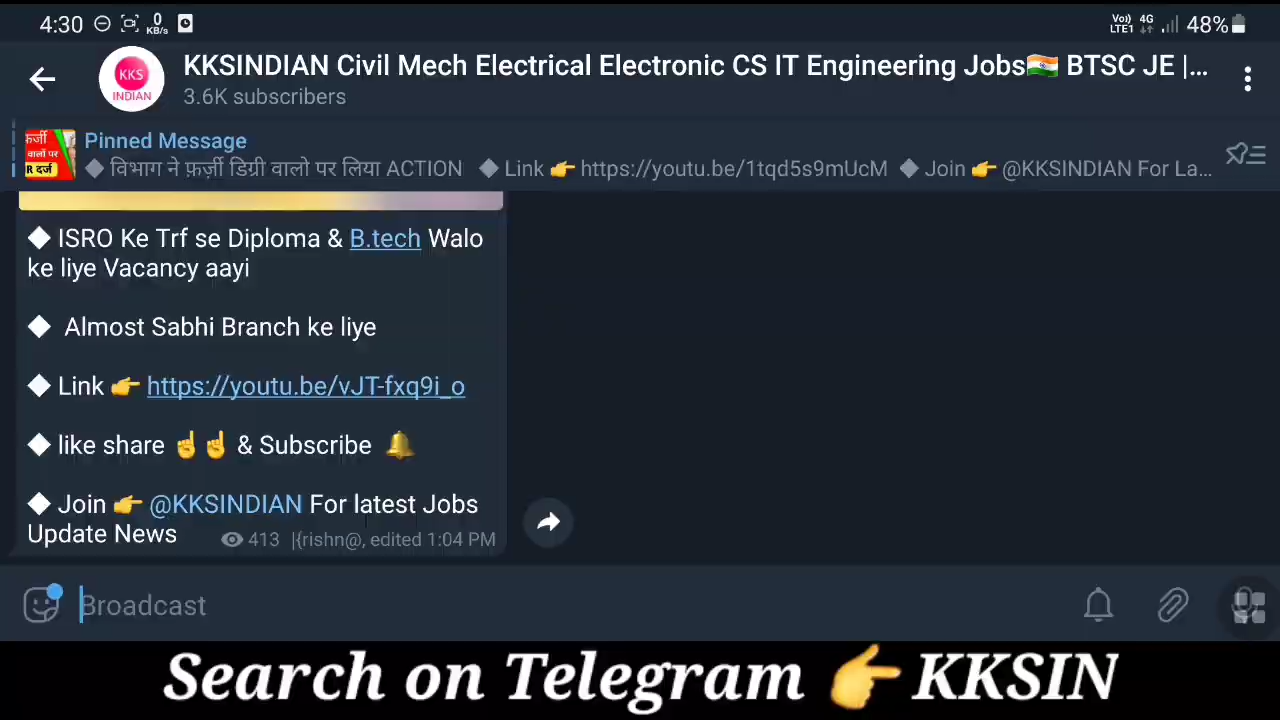 4:30 0 KB/s Vo) LTE1 4G 48%
KKS INDIAN
KKSINDIAN Civil Mech Electrical Electronic CS IT Engineering Jobs🇮🇳 BTSC JE |...
3.6K subscribers
Pinned Message
◆ विभाग ने फ़र्ज़ी डिग्री वालो पर लिया ACTION ◆ Link 👉 https://youtu.be/1tqd5s9mUcM ◆ Join 👉 @KKSINDIAN For La...
◆ ISRO Ke Trf se Diploma & B.tech Walo
ke liye Vacancy aayi
◆ Almost Sabhi Branch ke liye
◆ Link 👉 https://youtu.be/vJT-fxq9i_o
◆ like share ☝️☝️ & Subscribe 🔔
◆ Join 👉 @KKSINDIAN For latest Jobs
Update News 413 |{rishn@, edited 1:04 PM
Broadcast
Search on Telegram 👉 KKSIN